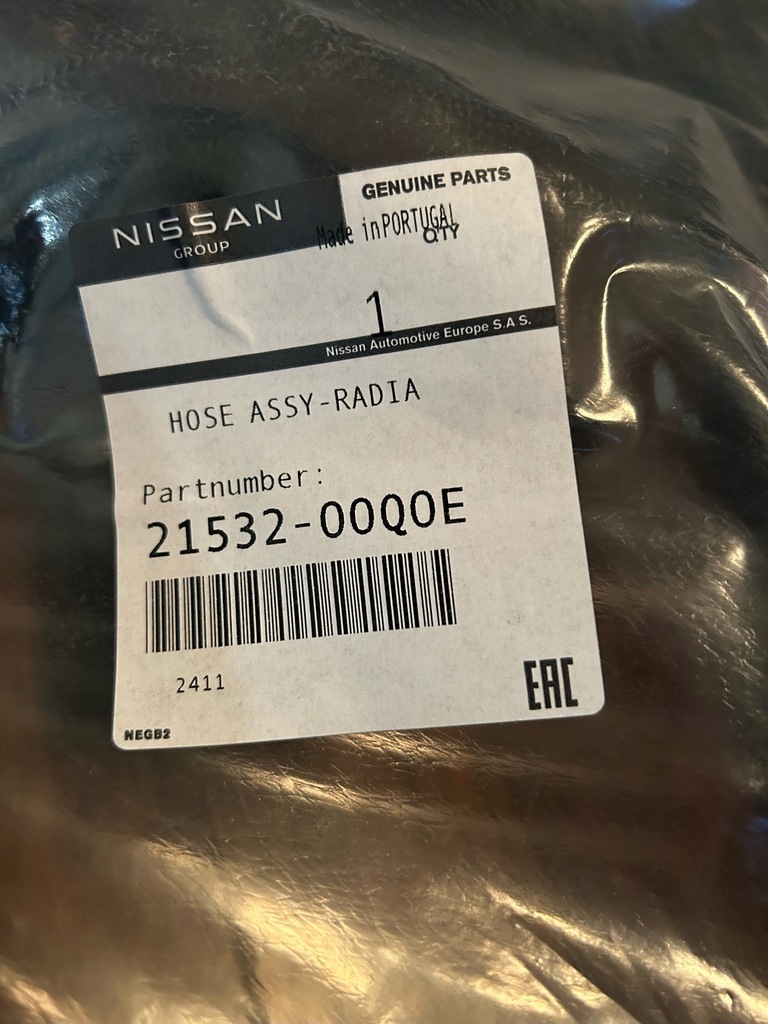 NISSAN
GROUP
GENUINE PARTS
Made in PORTUGAL
QTY
1
Nissan Automotive Europe S.A.S.
HOSE ASSY-RADIA
Partnumber:
21532-00Q0E
2411
EAC
NEGB2